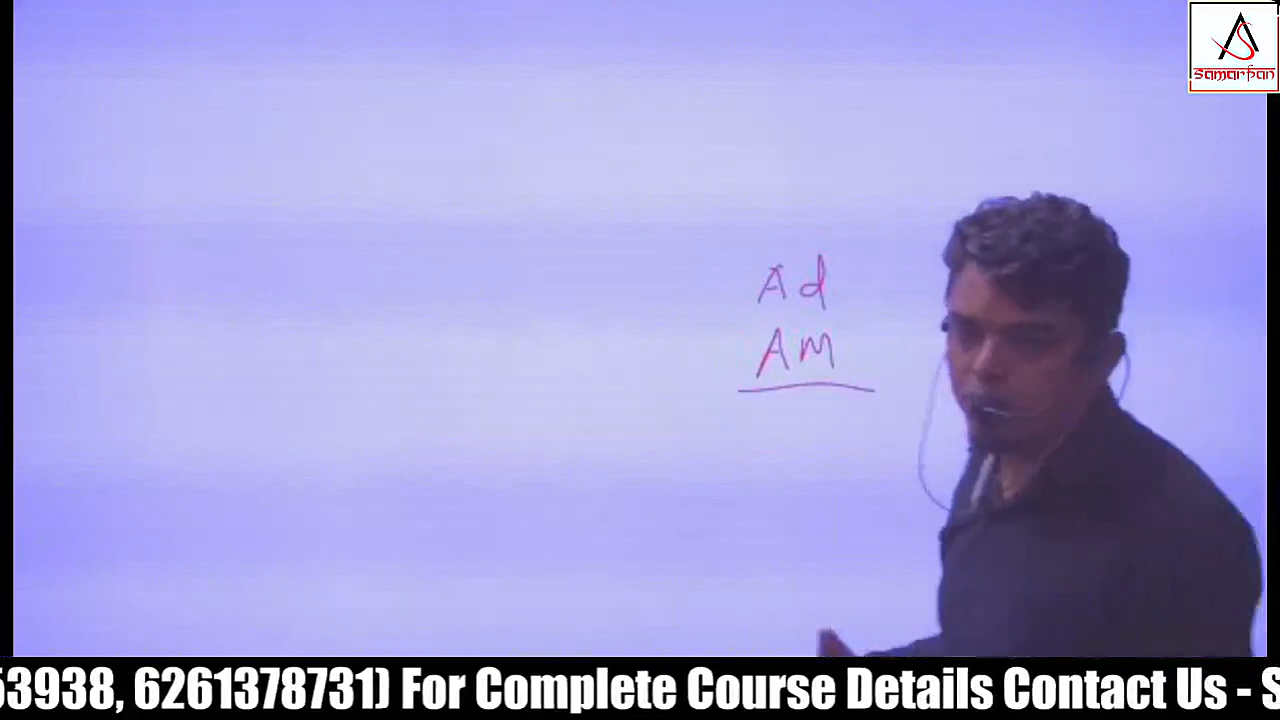 SAMARPAN
Ad
AM
53938, 6261378731) For Complete Course Details Contact Us - S